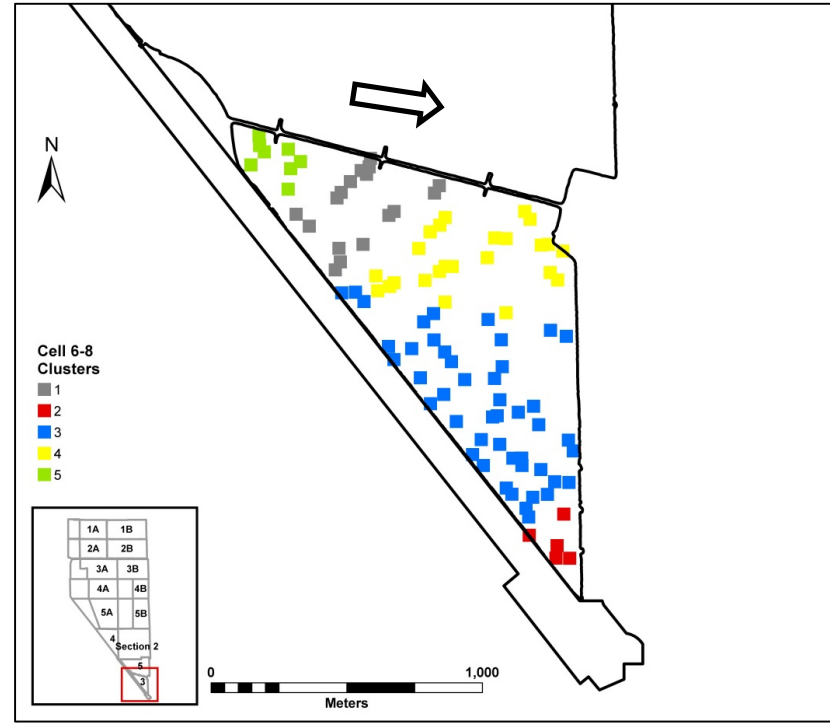 N
Cell 6-8
Clusters
1
2
3
4
5
1A 1B
2A 2B
3A 3B
4A 4B
5A 5B
4
Section 2
5
3
0 1,000
Meters